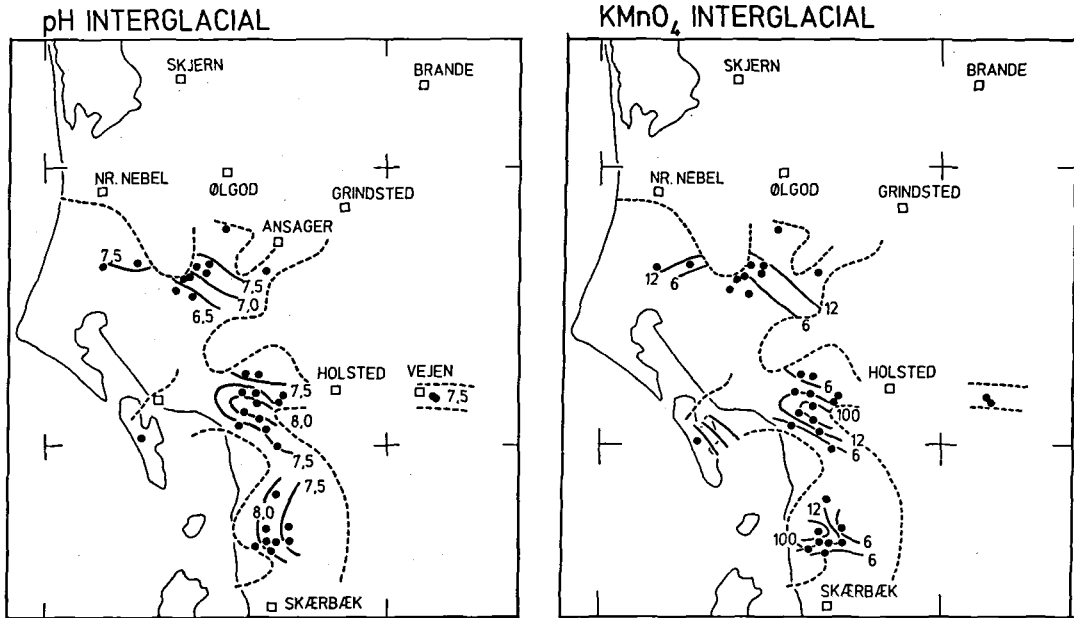 pH INTERGLACIAL
SKJERN
BRANDE
NR. NEBEL
ØLGOD
GRINDSTED
ANSAGER
7,5
7,5
7,0
6,5
HOLSTED
VEJEN
7,5
7,5
8,0
7,5
7,5
8,0
SKÆRBÆK
KMnO4 INTERGLACIAL
SKJERN
BRANDE
NR. NEBEL
ØLGOD
GRINDSTED
12
6
12
6
HOLSTED
6
100
12
6
12
100
6
6
SKÆRBÆK